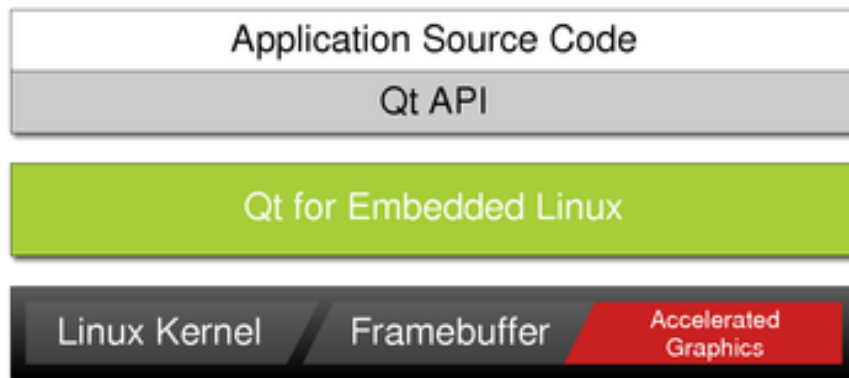 Application Source Code
Qt API
Qt for Embedded Linux
Linux Kernel
Framebuffer
Accelerated
Graphics